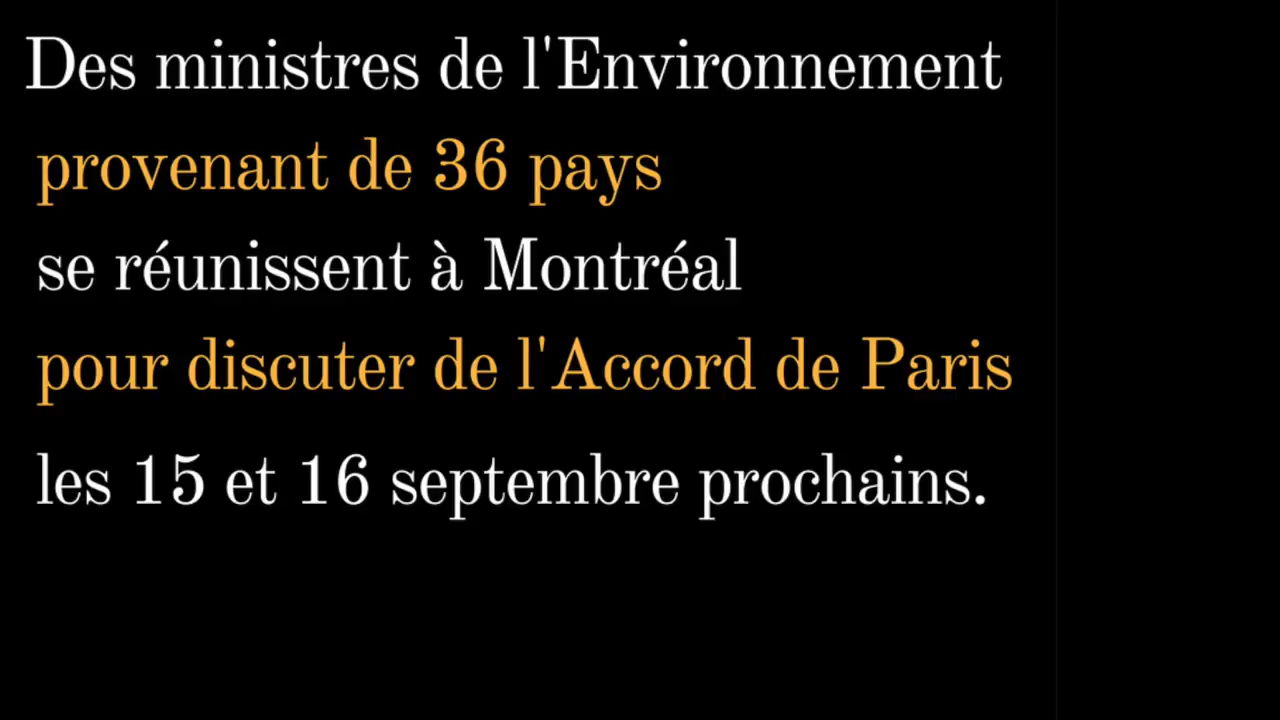 Des ministres de l'Environnement
provenant de 36 pays
se réunissent à Montréal
pour discuter de l'Accord de Paris
les 15 et 16 septembre prochains.